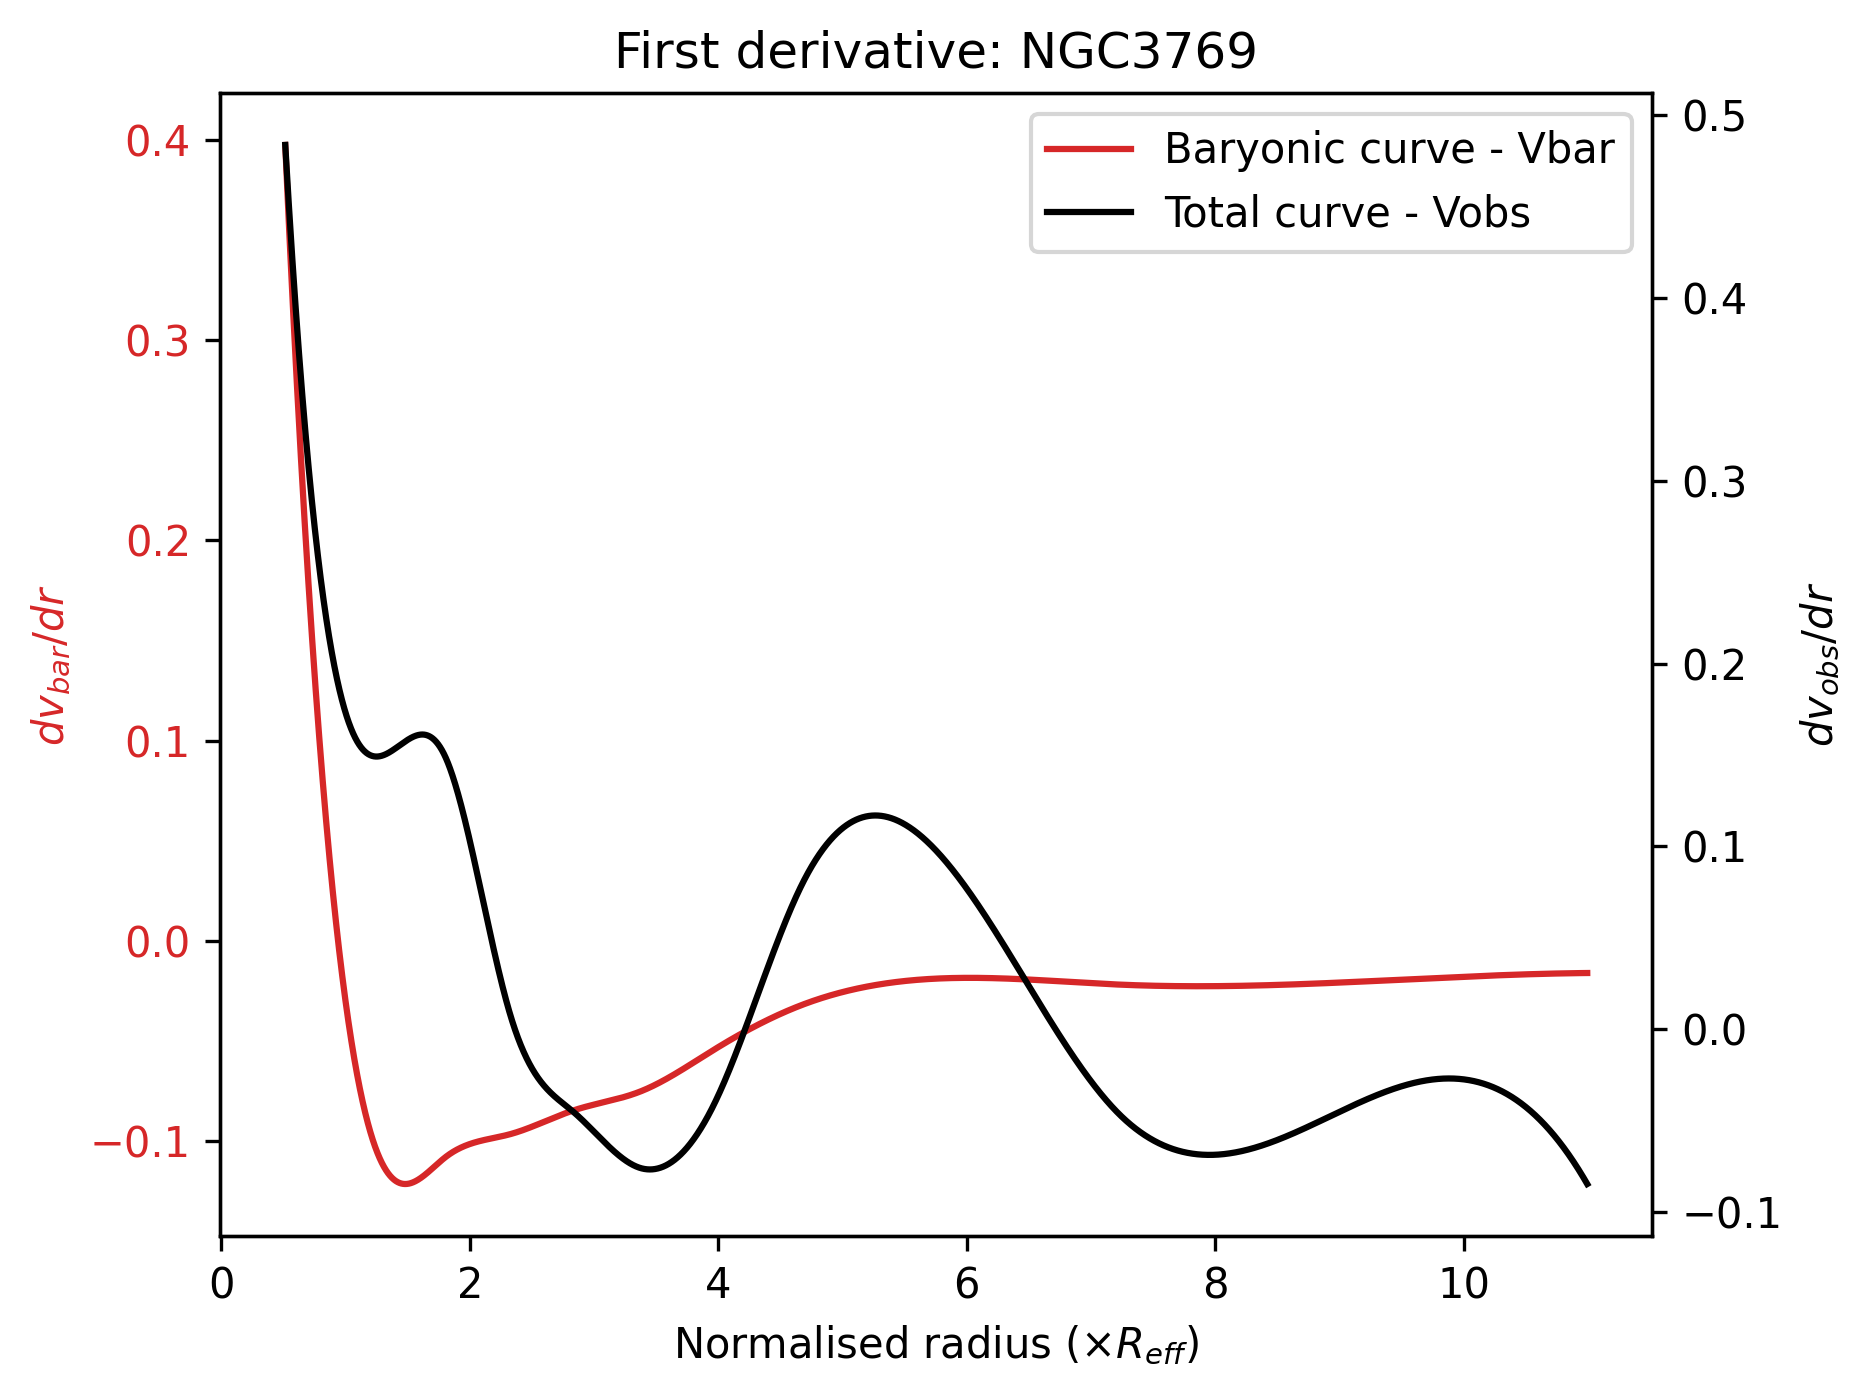 First derivative: NGC3769
Baryonic curve - Vbar
Total curve - Vobs
0.4
0.3
0.2
0.1
0.0
−0.1
dv_bar/dr
0.5
0.4
0.3
0.2
0.1
0.0
−0.1
dv_obs/dr
0 2 4 6 8 10
Normalised radius (×R_eff)